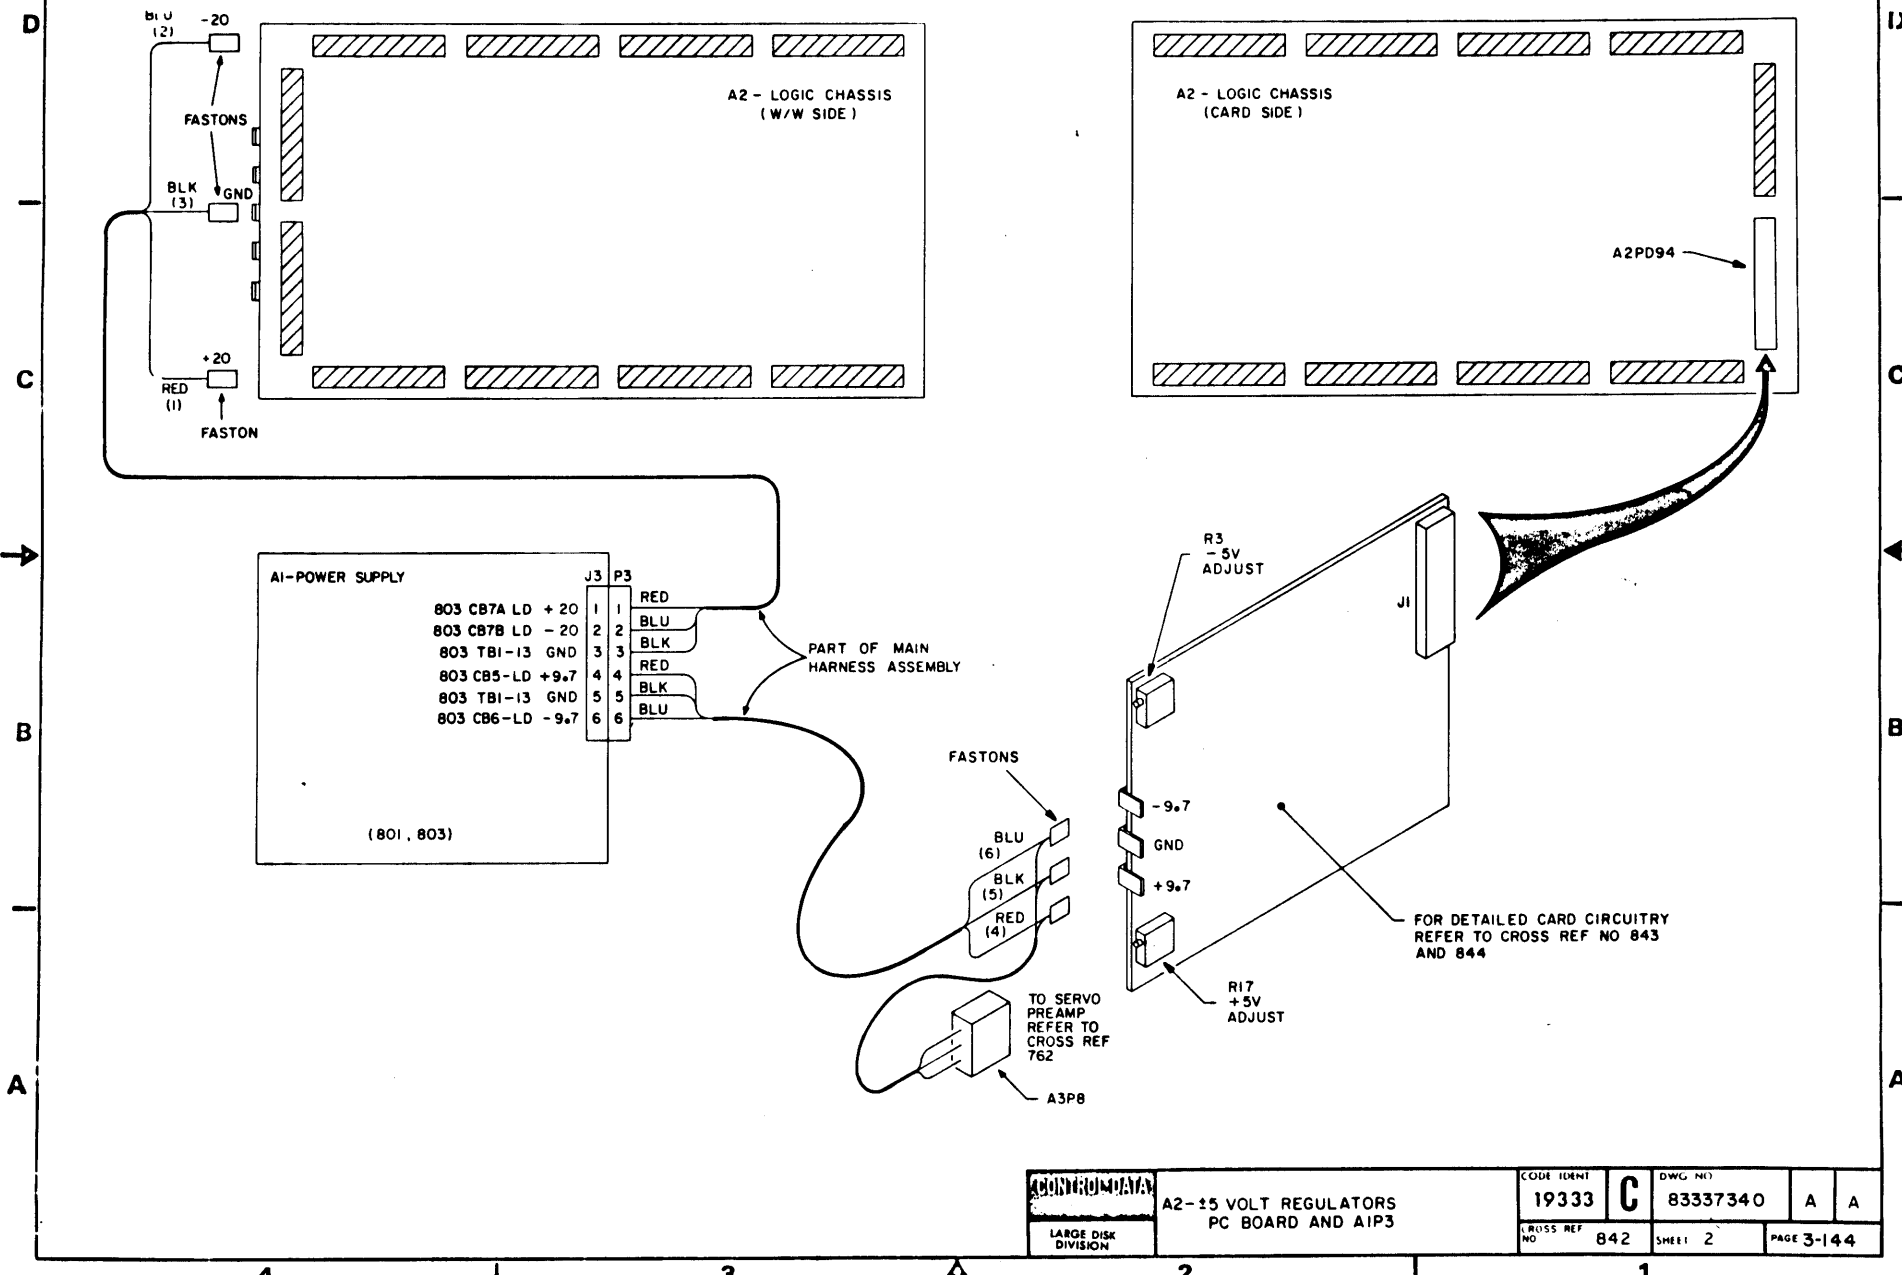 D
BLU -20
(2)
FASTONS
BLK
(3)
GND
+20
RED
(1)
FASTON
A2 - LOGIC CHASSIS
(W/W SIDE)
A2 - LOGIC CHASSIS
(CARD SIDE)
A2PD94
D
C
C
A1-POWER SUPPLY
J3 P3
803 CB7A LD +20 1 1 RED
803 CB7B LD -20 2 2 BLU
803 TB1-13 GND 3 3 BLK
803 CB5-LD +9.7 4 4 RED
803 TB1-13 GND 5 5 BLK
803 CB6-LD -9.7 6 6 BLU
(801, 803)
PART OF MAIN
HARNESS ASSEMBLY
R3
-5V
ADJUST
J1
B
B
FASTONS
BLU
(6)
BLK
(5)
RED
(4)
-9.7
GND
+9.7
FOR DETAILED CARD CIRCUITRY
REFER TO CROSS REF NO 843
AND 844
R17
+5V
ADJUST
TO SERVO
PREAMP
REFER TO
CROSS REF
762
A3P8
A
A
CONTROL DATA
LARGE DISK
DIVISION
A2-±5 VOLT REGULATORS
PC BOARD AND A1P3
CODE IDENT
19333
C
DWG NO
83337340
A
A
CROSS REF
NO 842
SHEET 2
PAGE 3-144
4
3
2
1